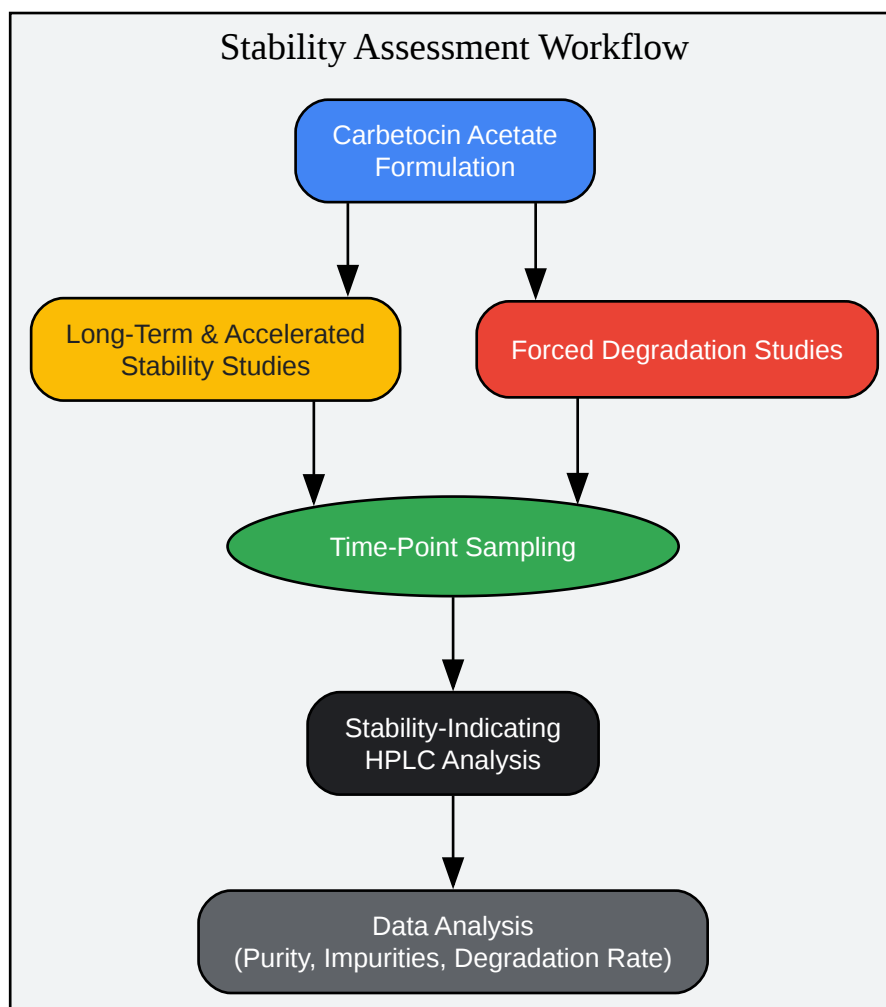 Stability Assessment Workflow
Carbetocin Acetate
Formulation
Long-Term & Accelerated
Stability Studies
Forced Degradation Studies
Time-Point Sampling
Stability-Indicating
HPLC Analysis
Data Analysis
(Purity, Impurities, Degradation Rate)